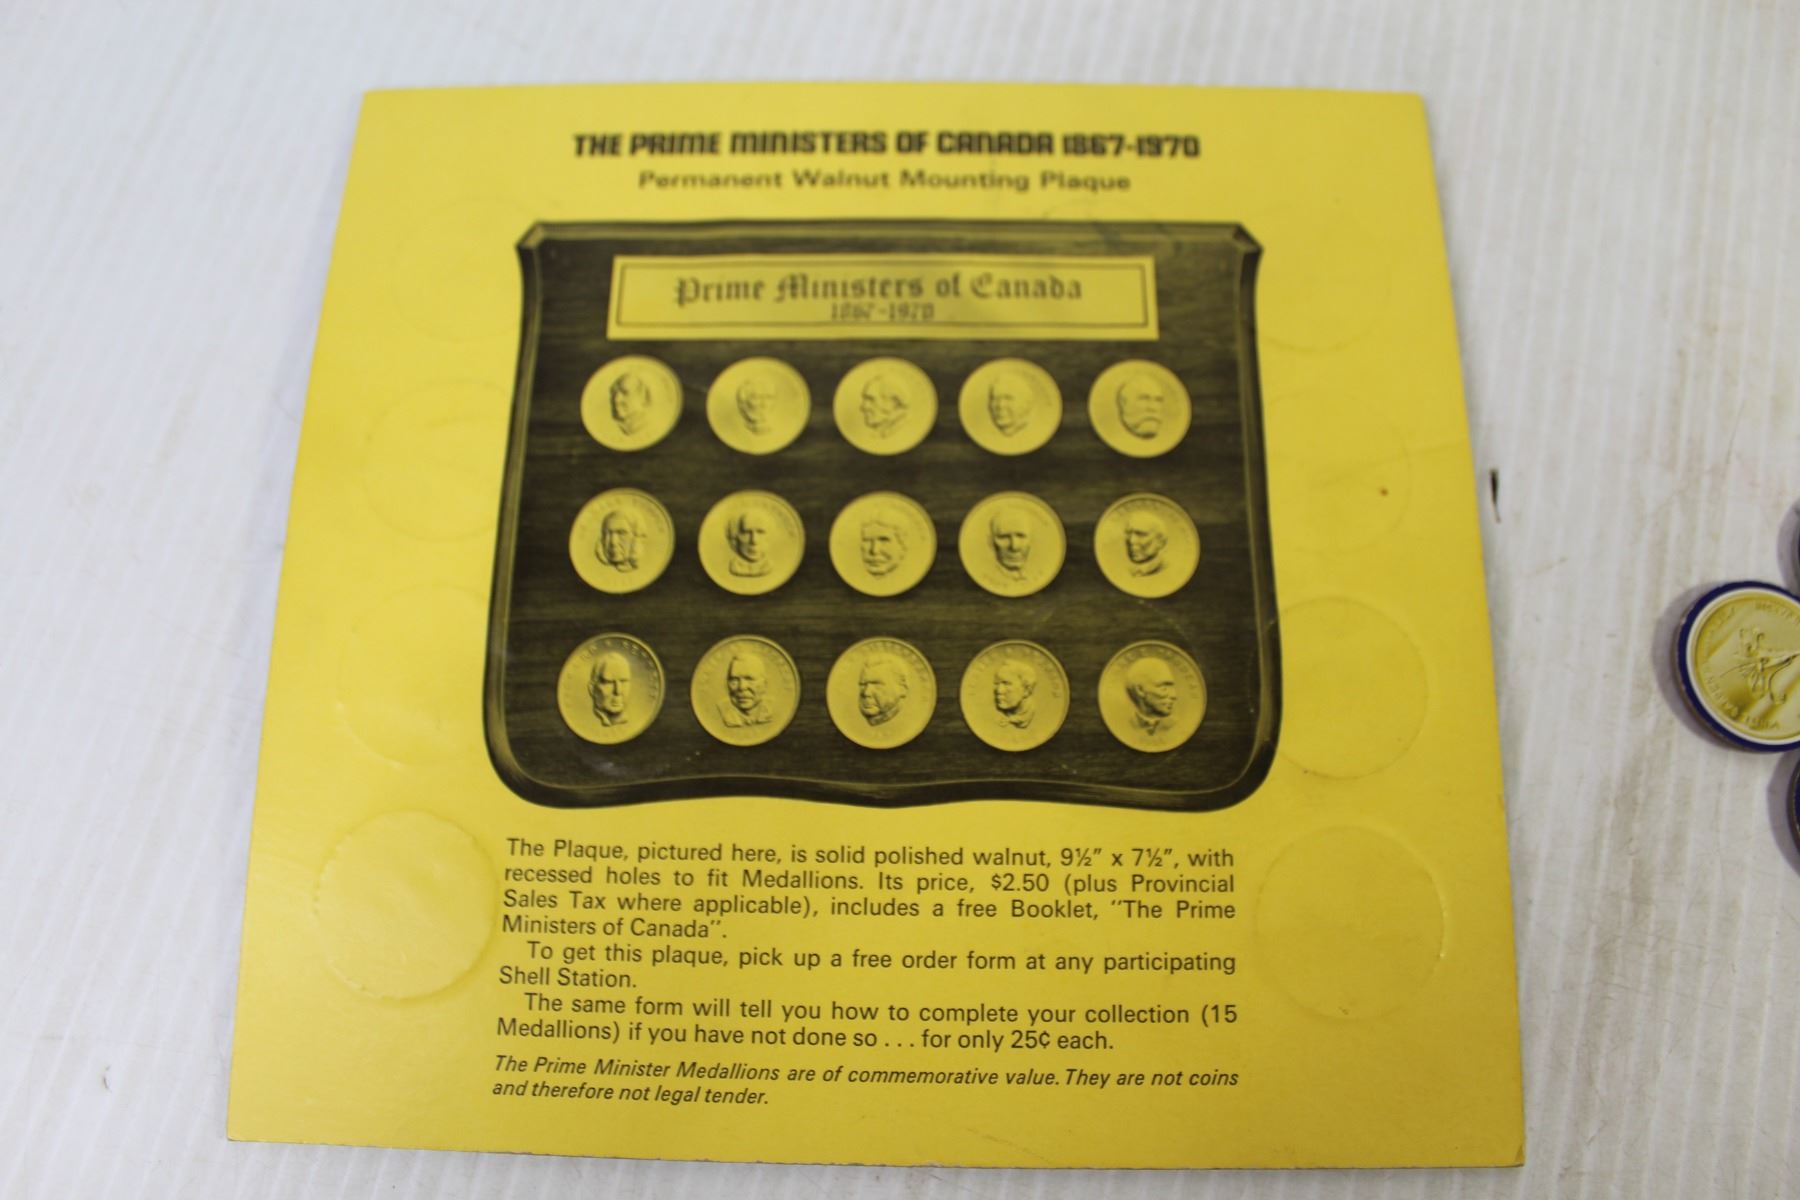 THE PRIME MINISTERS OF CANADA 1867-1970
Permanent Walnut Mounting Plaque
Prime Ministers of Canada
1867-1970
The Plaque, pictured here, is solid polished walnut, 9½" x 7½", with
recessed holes to fit Medallions. Its price, $2.50 (plus Provincial
Sales Tax where applicable), includes a free Booklet, "The Prime
Ministers of Canada".
To get this plaque, pick up a free order form at any participating
Shell Station.
The same form will tell you how to complete your collection (15
Medallions) if you have not done so . . . for only 25¢ each.
The Prime Minister Medallions are of commemorative value. They are not coins
and therefore not legal tender.